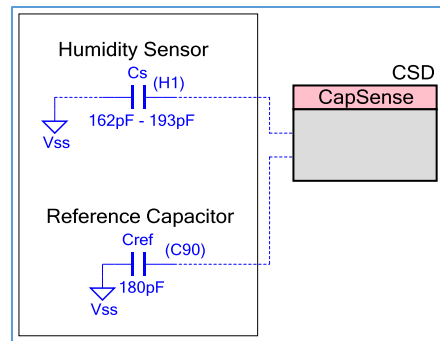 Humidity Sensor
Cs
(H1)
162pF - 193pF
Vss
CSD
CapSense
Reference Capacitor
Cref
(C90)
180pF
Vss